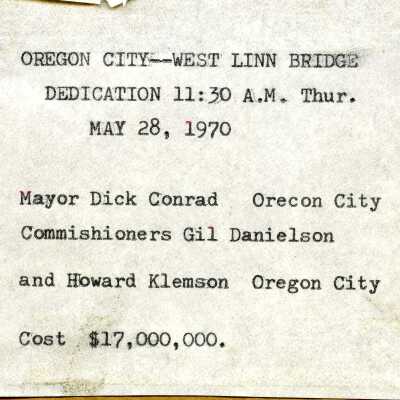 OREGON CITY--WEST LINN BRIDGE
DEDICATION 11:30 A.M. Thur.
MAY 28, 1970
Mayor Dick Conrad Orecon City
Commishioners Gil Danielson
and Howard Klemson Oregon City
Cost $17,000,000.